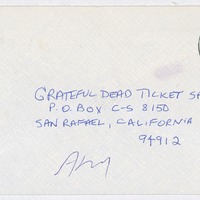 GRATEFUL DEAD TICKET
P.O. BOX C-S 8150
SAN RAFAEL, CALIFORNIA
94912